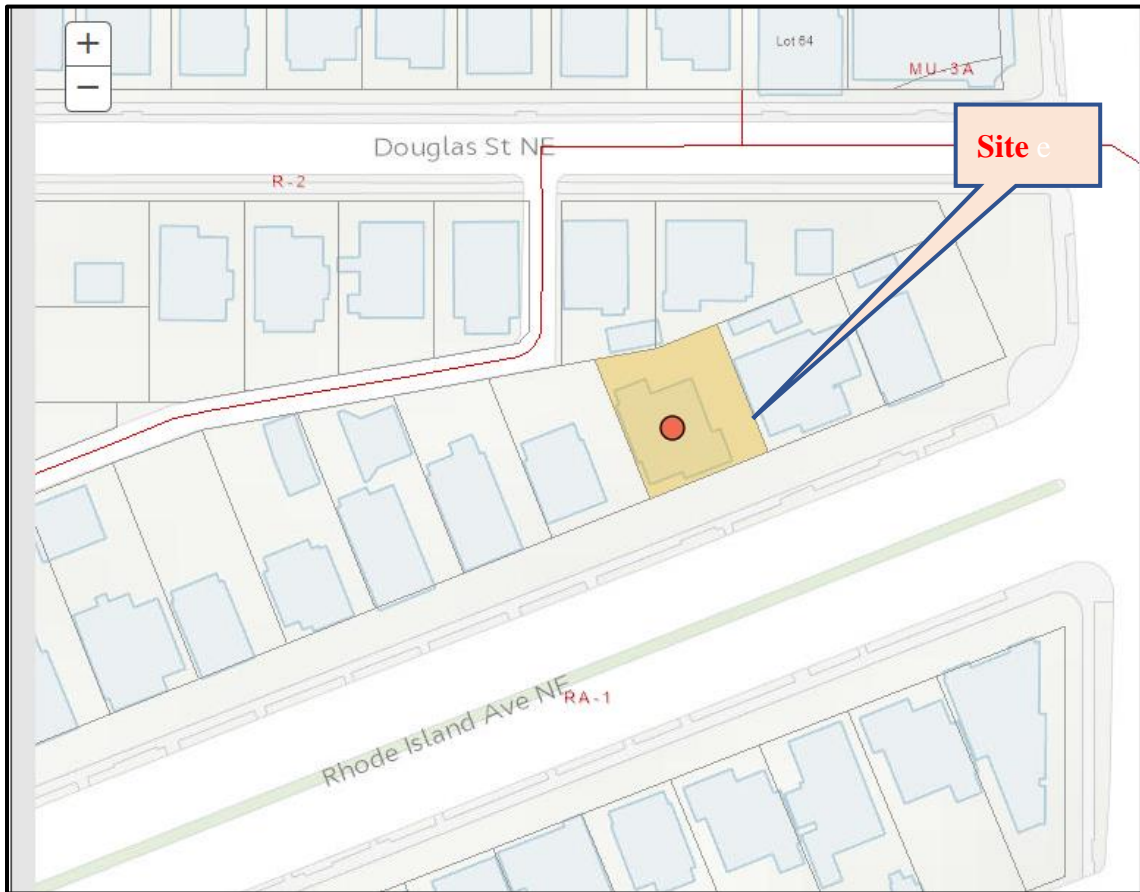 +
−
Lot 64
MU-3A
Douglas St NE
Site e
R-2
RA-1
Rhode Island Ave NE